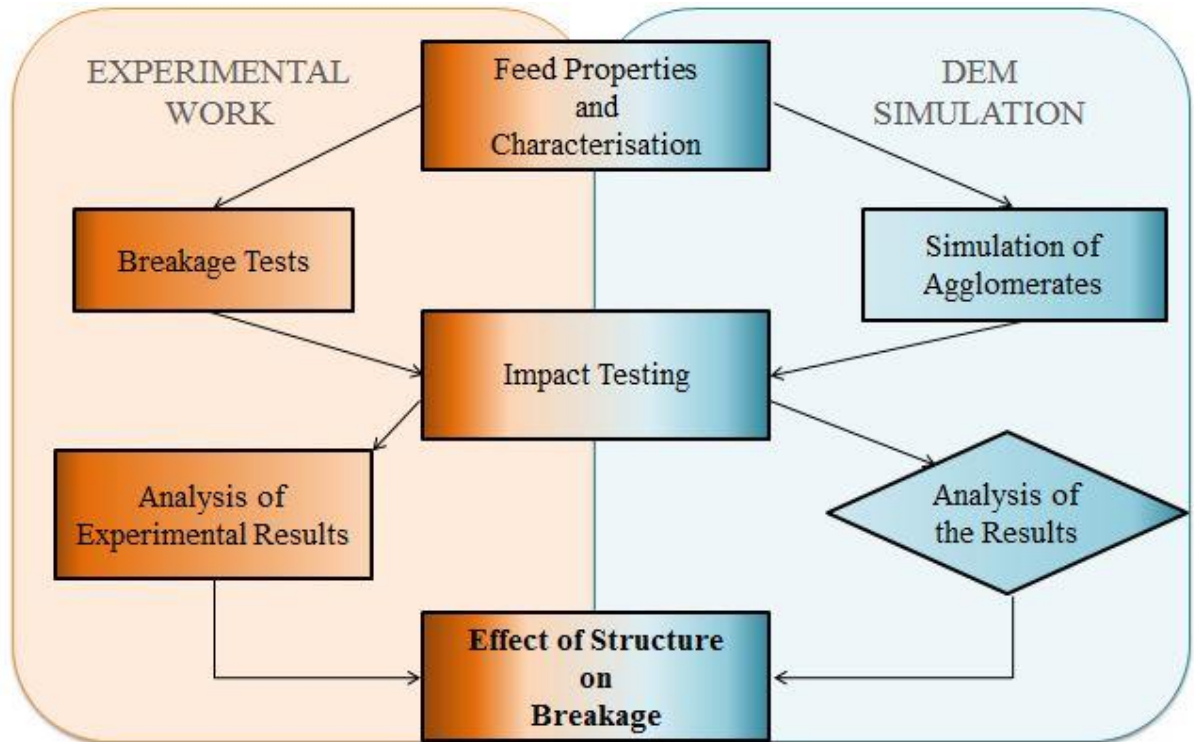 EXPERIMENTAL
WORK
DEM
SIMULATION
Feed Properties
and
Characterisation
Breakage Tests
Simulation of
Agglomerates
Impact Testing
Analysis of
Experimental Results
Analysis of
the Results
Effect of Structure
on
Breakage